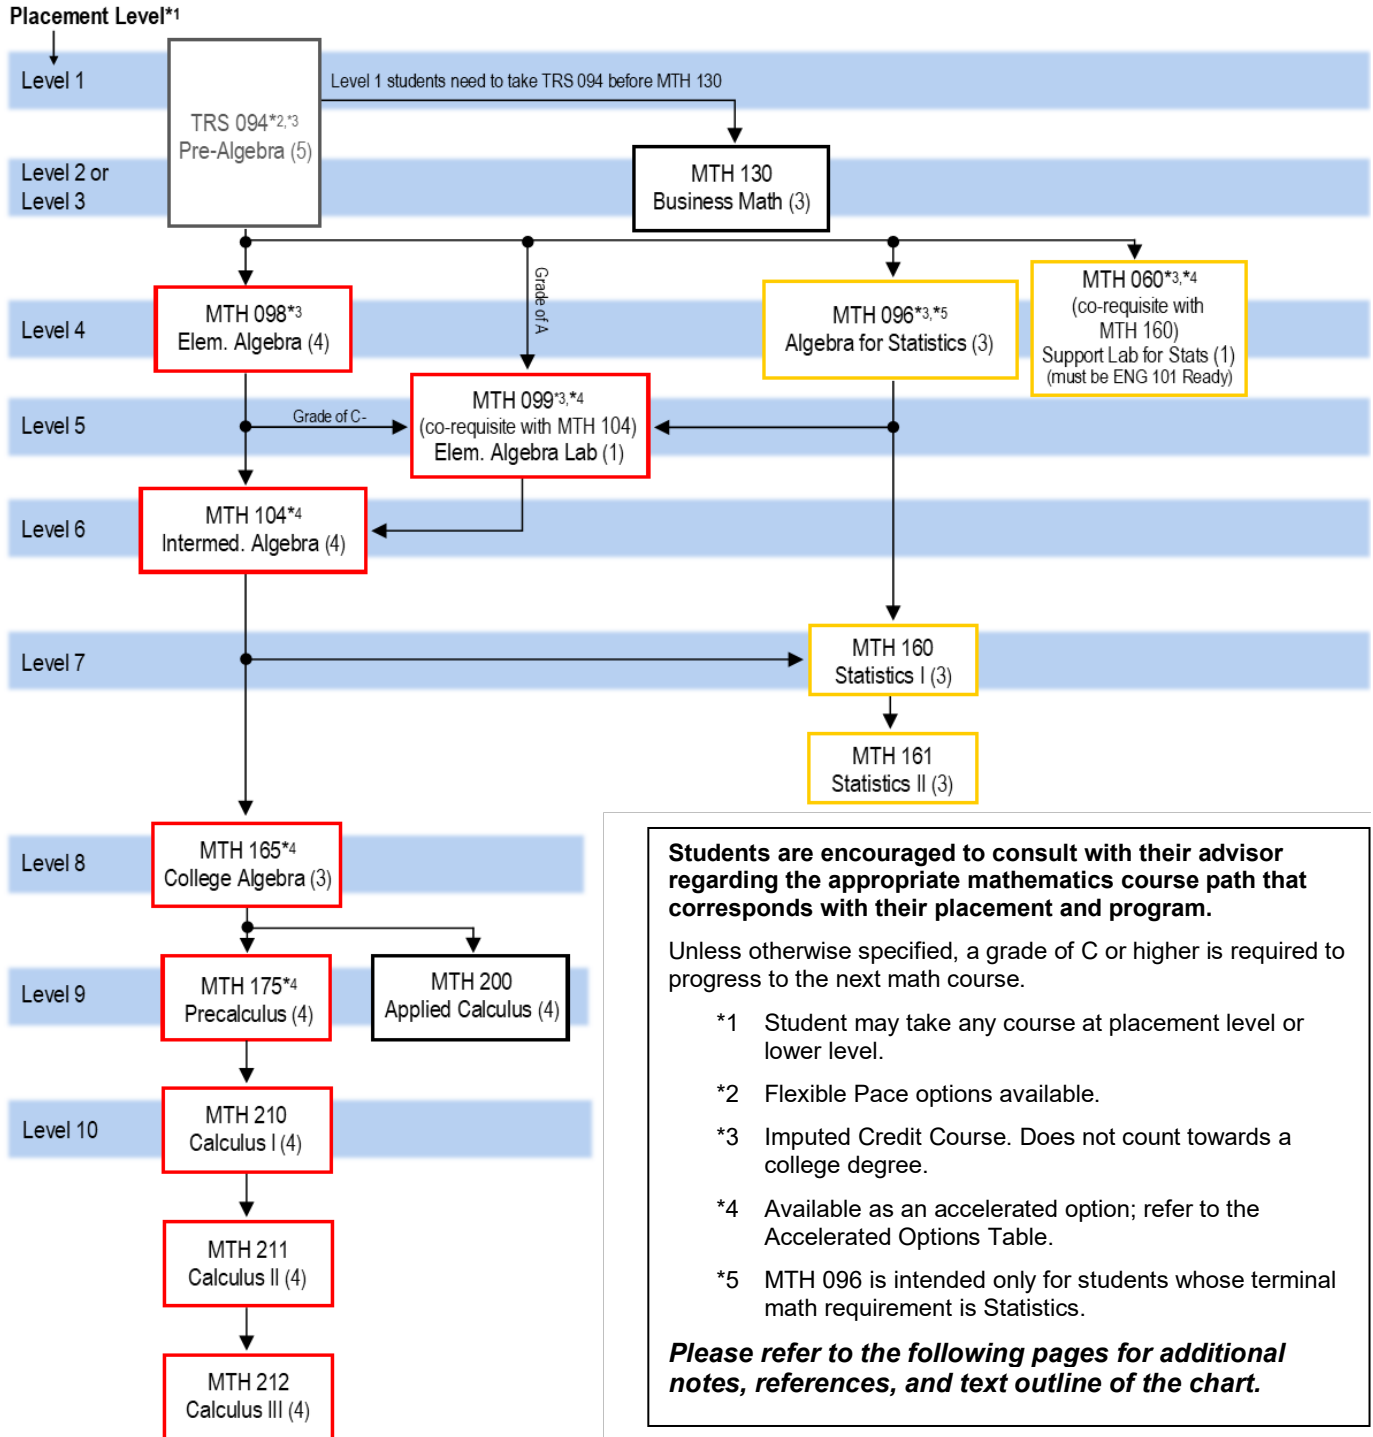 Placement Level*1
Level 1
TRS 094*2,*3
Pre-Algebra (5)
Level 1 students need to take TRS 094 before MTH 130
Level 2 or
Level 3
MTH 130
Business Math (3)
Level 4
MTH 098*3
Elem. Algebra (4)
Grade of A
MTH 096*3,*5
Algebra for Statistics (3)
MTH 060*3,*4
(co-requisite with
MTH 160)
Support Lab for Stats (1)
(must be ENG 101 Ready)
Level 5
Grade of C-
MTH 099*3,*4
(co-requisite with MTH 104)
Elem. Algebra Lab (1)
Level 6
MTH 104*4
Intermed. Algebra (4)
Level 7
MTH 160
Statistics I (3)
MTH 161
Statistics II (3)
Level 8
MTH 165*4
College Algebra (3)
Level 9
MTH 175*4
Precalculus (4)
MTH 200
Applied Calculus (4)
Level 10
MTH 210
Calculus I (4)
MTH 211
Calculus II (4)
MTH 212
Calculus III (4)
Students are encouraged to consult with their advisor
regarding the appropriate mathematics course path that
corresponds with their placement and program.
Unless otherwise specified, a grade of C or higher is required to
progress to the next math course.
*1 Student may take any course at placement level or
lower level.
*2 Flexible Pace options available.
*3 Imputed Credit Course. Does not count towards a
college degree.
*4 Available as an accelerated option; refer to the
Accelerated Options Table.
*5 MTH 096 is intended only for students whose terminal
math requirement is Statistics.
Please refer to the following pages for additional
notes, references, and text outline of the chart.